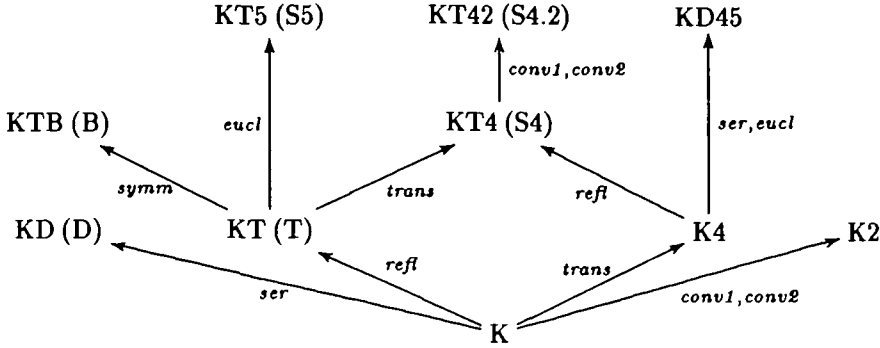 KT5 (S5) KT42 (S4.2) KD45
conv1,conv2
KTB (B) eucl KT4 (S4) ser,eucl
symm trans refl
KD (D) KT (T) K4 K2
refl trans
ser conv1,conv2
K